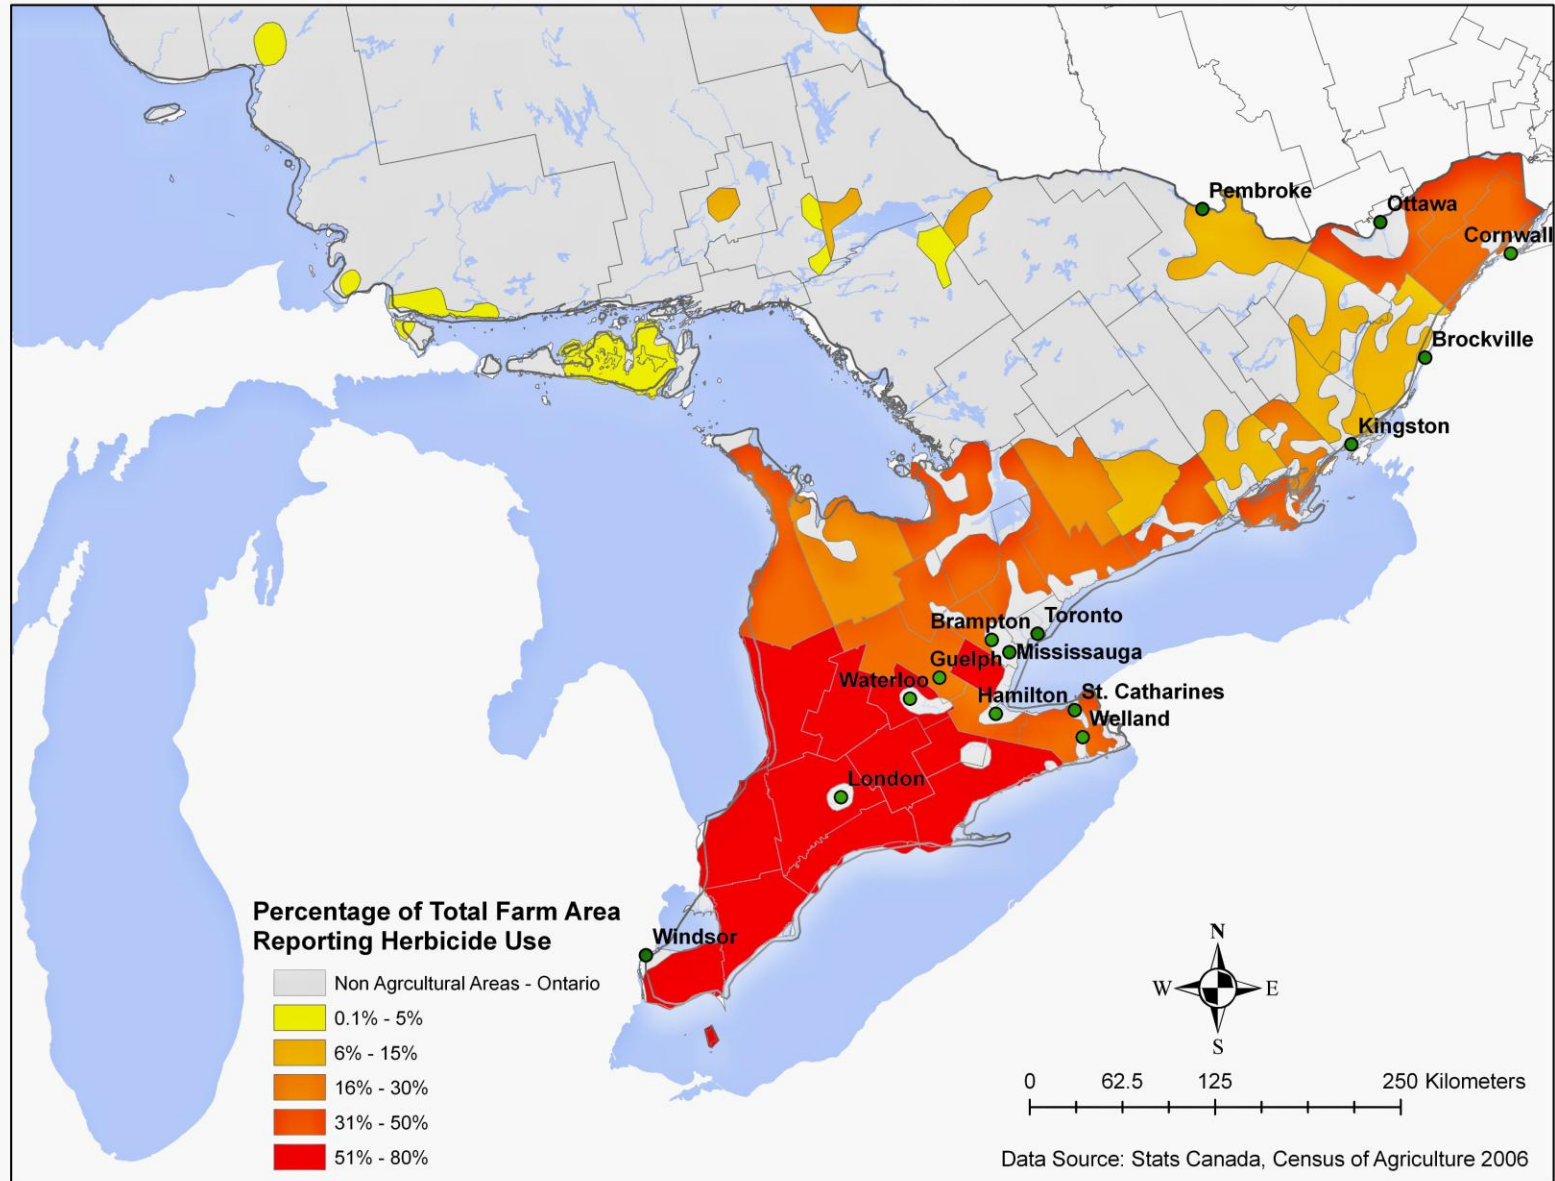 Pembroke
Ottawa
Cornwall
Brockville
Kingston
Brampton
Toronto
Guelph
Mississauga
Waterloo
Hamilton
St. Catharines
Welland
London
Windsor
Percentage of Total Farm Area
Reporting Herbicide Use
Non Agrcultural Areas - Ontario
0.1% - 5%
6% - 15%
16% - 30%
31% - 50%
51% - 80%
N
W
E
S
0 62.5 125 250 Kilometers
Data Source: Stats Canada, Census of Agriculture 2006